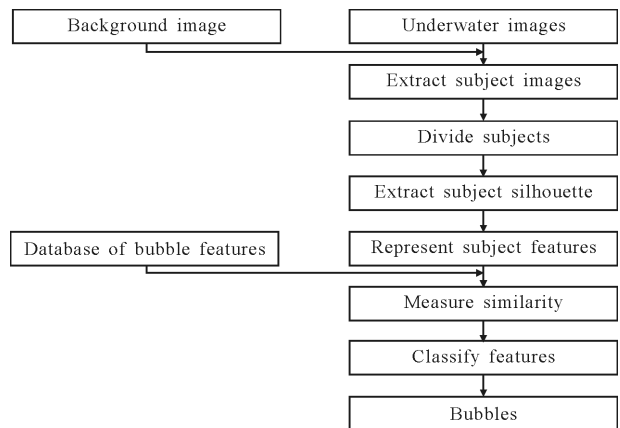 Background image
Underwater images
Extract subject images
Divide subjects
Extract subject silhouette
Database of bubble features
Represent subject features
Measure similarity
Classify features
Bubbles